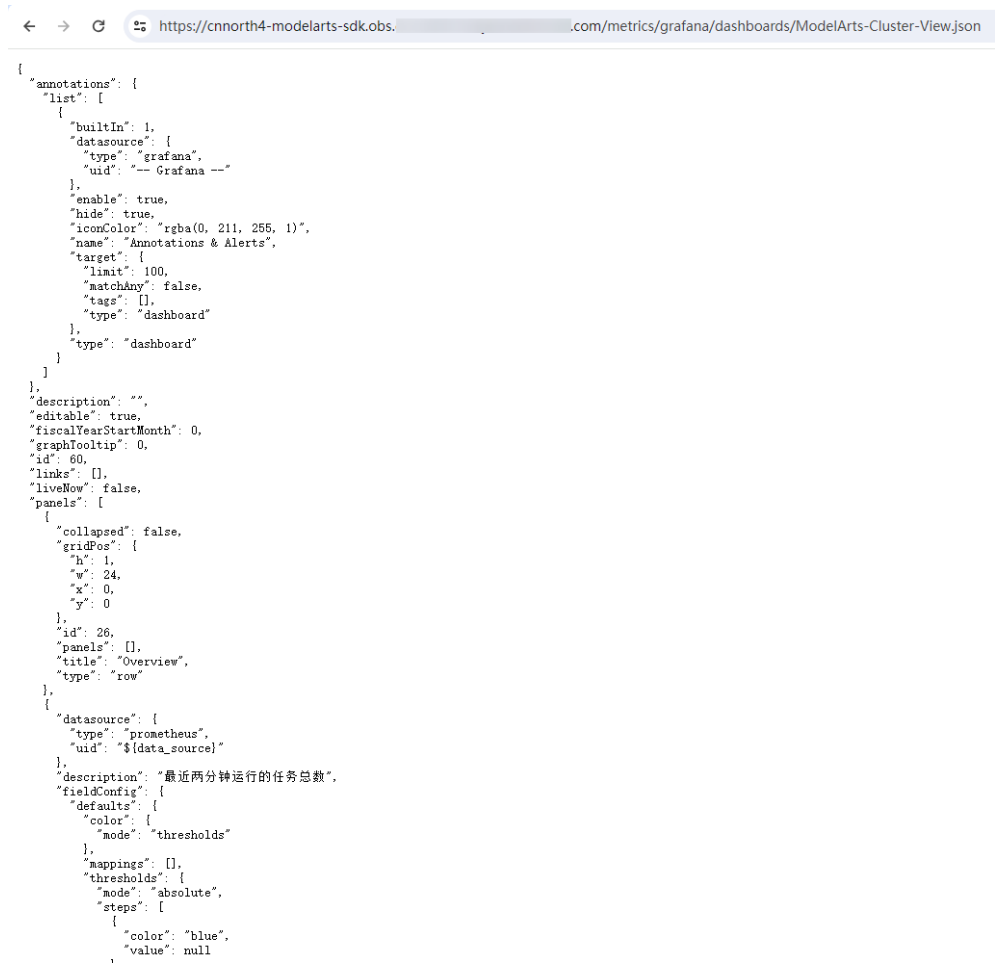 https://cnnorth4-modelarts-sdk.obs. .com/metrics/grafana/dashboards/ModelArts-Cluster-View.json
{
  "annotations": {
    "list": [
      {
        "builtIn": 1,
        "datasource": {
          "type": "grafana",
          "uid": "-- Grafana --"
        },
        "enable": true,
        "hide": true,
        "iconColor": "rgba(0, 211, 255, 1)",
        "name": "Annotations & Alerts",
        "target": {
          "limit": 100,
          "matchAny": false,
          "tags": [],
          "type": "dashboard"
        },
        "type": "dashboard"
      }
    ]
  },
  "description": "",
  "editable": true,
  "fiscalYearStartMonth": 0,
  "graphTooltip": 0,
  "id": 60,
  "links": [],
  "liveNow": false,
  "panels": [
    {
      "collapsed": false,
      "gridPos": {
        "h": 1,
        "w": 24,
        "x": 0,
        "y": 0
      },
      "id": 26,
      "panels": [],
      "title": "Overview",
      "type": "row"
    },
    {
      "datasource": {
        "type": "prometheus",
        "uid": "${data_source}"
      },
      "description": "最近两分钟运行的任务总数",
      "fieldConfig": {
        "defaults": {
          "color": {
            "mode": "thresholds"
          },
          "mappings": [],
          "thresholds": {
            "mode": "absolute",
            "steps": [
              {
                "color": "blue",
                "value": null